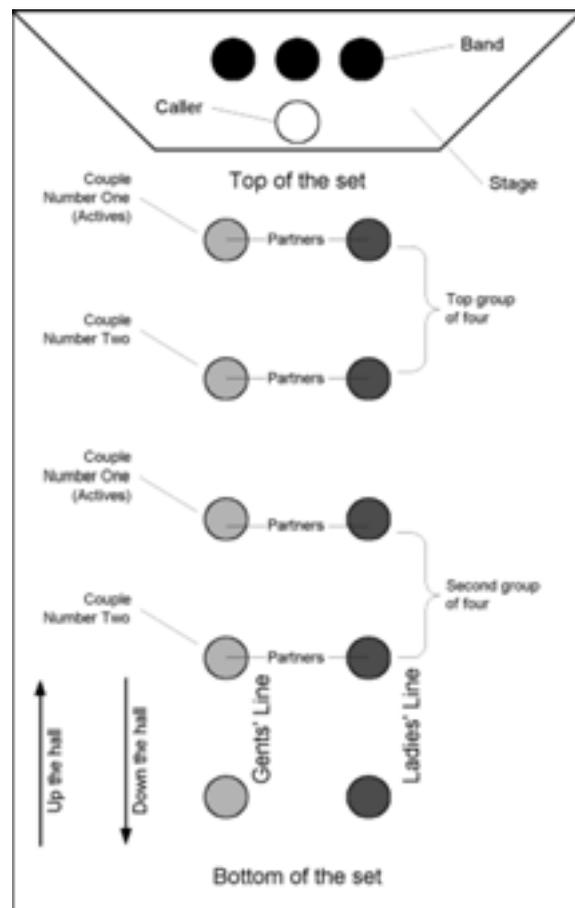 Band
Caller
Stage
Top of the set
Couple
Number One
(Actives)
Partners
Top group
of four
Couple
Number Two
Partners
Couple
Number One
(Actives)
Partners
Second group
of four
Couple
Number Two
Partners
Up the hall
Down the hall
Gents' Line
Ladies' Line
Bottom of the set